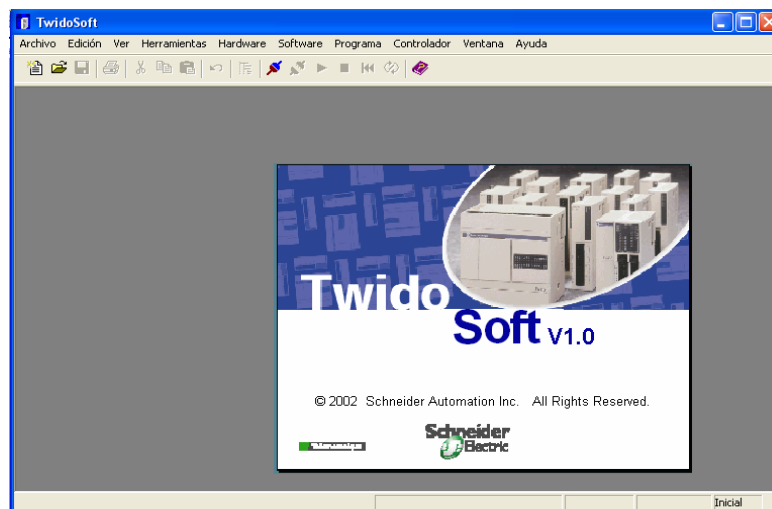 TwidoSoft
Archivo Edición Ver Herramientas Hardware Software Programa Controlador Ventana Ayuda
Twido
Soft V1.0
© 2002 Schneider Automation Inc. All Rights Reserved.
Schneider
Electric
Inicial